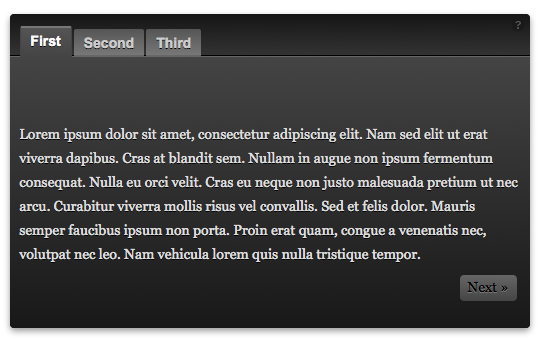 ?
First Second Third
Lorem ipsum dolor sit amet, consectetur adipiscing elit. Nam sed elit ut erat
viverra dapibus. Cras at blandit sem. Nullam in augue non ipsum fermentum
consequat. Nulla eu orci velit. Cras eu neque non justo malesuada pretium ut nec
arcu. Curabitur viverra mollis risus vel convallis. Sed et felis dolor. Mauris
semper faucibus ipsum non porta. Proin erat quam, congue a venenatis nec,
volutpat nec leo. Nam vehicula lorem quis nulla tristique tempor.
Next »